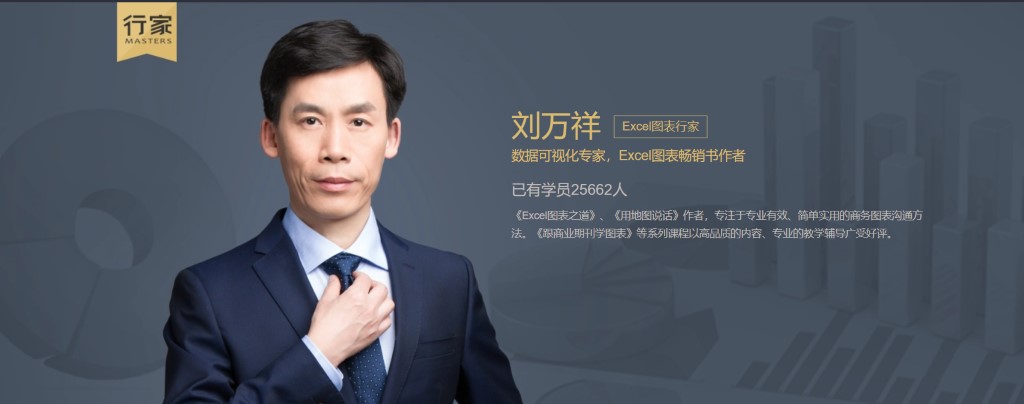 行家
MASTERS
刘万祥 Excel图表行家
数据可视化专家，Excel图表畅销书作者
已有学员25662人
《Excel图表之道》、《用地图说话》作者，专注于专业有效、简单实用的商务图表沟通方
法。《跟商业期刊学图表》等系列课程以高品质的内容、专业的教学辅导广受好评。